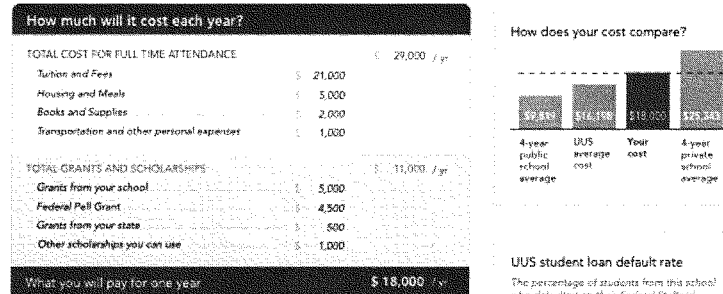 How much will it cost each year?
TOTAL COST FOR FULL TIME ATTENDANCE $ 29,000 / yr
Tuition and Fees $ 21,000
Housing and Meals $ 5,000
Books and Supplies $ 2,000
Transportation and other personal expenses $ 1,000
TOTAL GRANTS AND SCHOLARSHIPS $ 11,000 / yr
Grants from your school $ 5,000
Federal Pell Grant $ 4,500
Grants from your state $ 500
Other scholarships you can use $ 1,000
What you will pay for one year $ 18,000 / yr
How does your cost compare?
$18,000
4-year public school average
UUS average cost
Your cost
4-year private school average
UUS student loan default rate
The percentage of students from this school